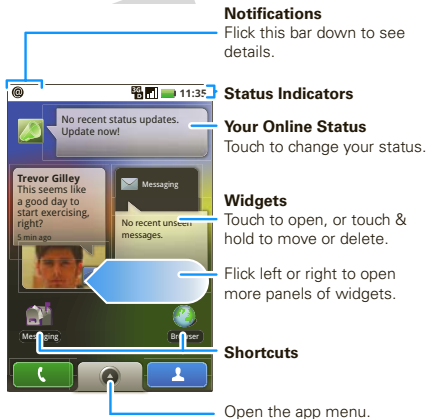 Notifications
Flick this bar down to see
details.
@
3G
11:35
Status Indicators
No recent status updates.
Update now!
Your Online Status
Touch to change your status.
Trevor Gilley
This seems like
a good day to
start exercising,
right?
5 min ago
Messaging
No recent unseen
messages.
Widgets
Touch to open, or touch &
hold to move or delete.
Flick left or right to open
more panels of widgets.
Messaging
Browser
Shortcuts
Open the app menu.